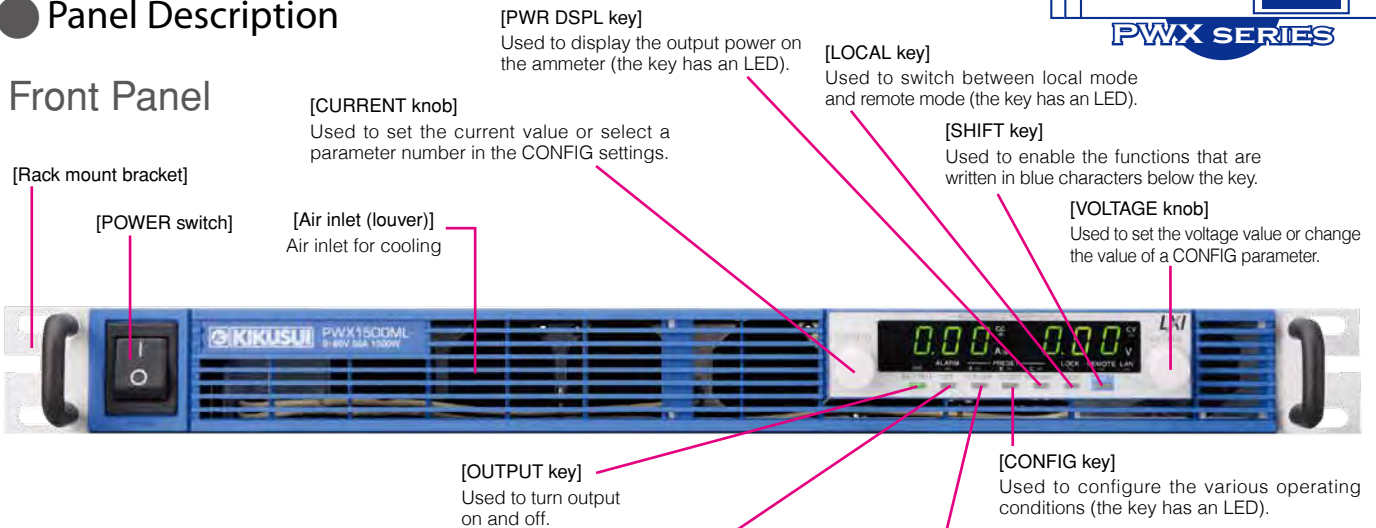 Panel Description
PWX SERIES
Front Panel
[PWR DSPL key]
Used to display the output power on
the ammeter (the key has an LED).
[LOCAL key]
Used to switch between local mode
and remote mode (the key has an LED).
[CURRENT knob]
Used to set the current value or select a
parameter number in the CONFIG settings.
[SHIFT key]
Used to enable the functions that are
written in blue characters below the key.
[Rack mount bracket]
[POWER switch]
[Air inlet (louver)]
Air inlet for cooling
[VOLTAGE knob]
Used to set the voltage value or change
the value of a CONFIG parameter.
KIKUSUI PWX1500ML
0-80V 56A 1500W
LXI
0.00 A CC 0.00 V CV
ALARM PRESET LOCK REMOTE LAN
[OUTPUT key]
Used to turn output
on and off.
[CONFIG key]
Used to configure the various operating
conditions (the key has an LED).